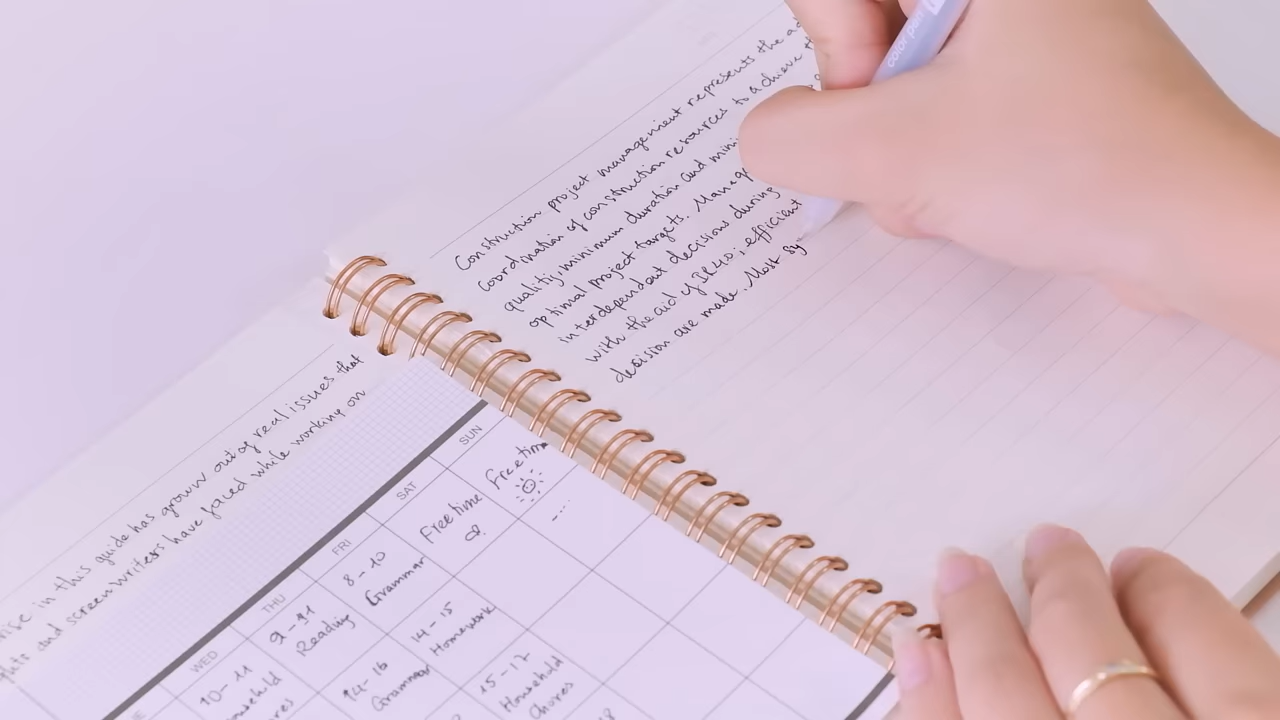 Construction project management represents the
coordination of construction resources to achieve
quality, minimum duration and
optimal project targets.
interdependent decisions during
with the aid of efficient
decision are made. Most
color pen
in this guide has grown out of real issues that
and screenwriters have faced while working on
WED
THU
FRI
SAT
SUN
10-11
9-11
Reading
8-10
Grammar
Free time
Free time
14-16
Grammar
14-15
Homework
15-17
Household
chores